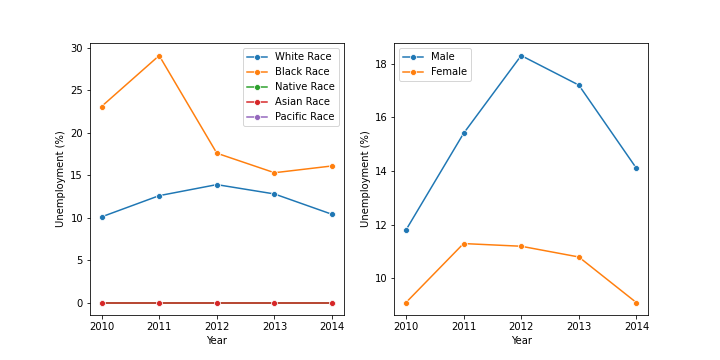 30
25
20
15
10
5
0
Unemployment (%)
2010 2011 2012 2013 2014
Year
White Race
Black Race
Native Race
Asian Race
Pacific Race
18
16
14
12
10
Unemployment (%)
2010 2011 2012 2013 2014
Year
Male
Female